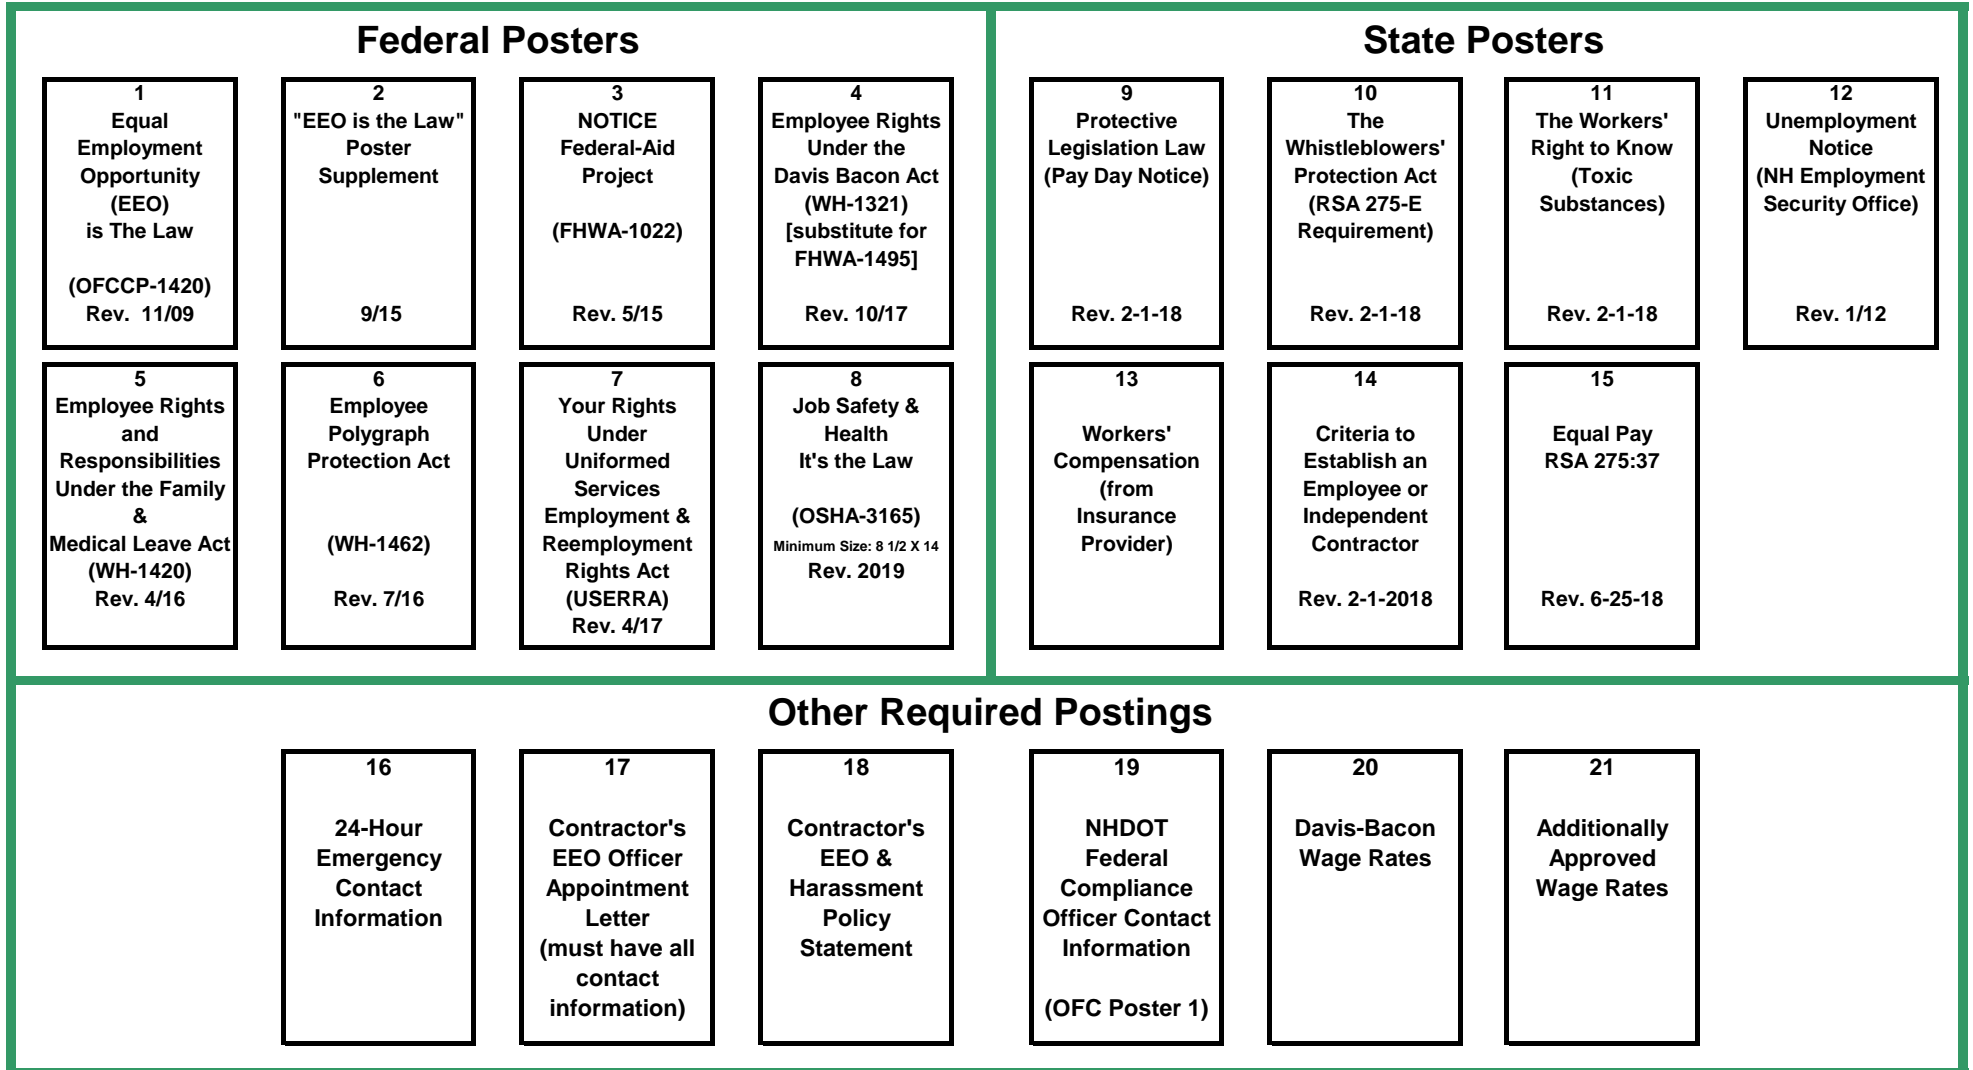 Federal Posters
1
Equal
Employment
Opportunity
(EEO)
is The Law
(OFCCP-1420)
Rev. 11/09
2
"EEO is the Law"
Poster
Supplement
9/15
3
NOTICE
Federal-Aid
Project
(FHWA-1022)
Rev. 5/15
4
Employee Rights
Under the
Davis Bacon Act
(WH-1321)
[substitute for
FHWA-1495]
Rev. 10/17
5
Employee Rights
and
Responsibilities
Under the Family
&
Medical Leave Act
(WH-1420)
Rev. 4/16
6
Employee
Polygraph
Protection Act
(WH-1462)
Rev. 7/16
7
Your Rights
Under
Uniformed
Services
Employment &
Reemployment
Rights Act
(USERRA)
Rev. 4/17
8
Job Safety &
Health
It's the Law
(OSHA-3165)
Minimum Size: 8 1/2 X 14
Rev. 2019
State Posters
9
Protective
Legislation Law
(Pay Day Notice)
Rev. 2-1-18
10
The
Whistleblowers'
Protection Act
(RSA 275-E
Requirement)
Rev. 2-1-18
11
The Workers'
Right to Know
(Toxic
Substances)
Rev. 2-1-18
12
Unemployment
Notice
(NH Employment
Security Office)
Rev. 1/12
13
Workers'
Compensation
(from
Insurance
Provider)
14
Criteria to
Establish an
Employee or
Independent
Contractor
Rev. 2-1-2018
15
Equal Pay
RSA 275:37
Rev. 6-25-18
Other Required Postings
16
24-Hour
Emergency
Contact
Information
17
Contractor's
EEO Officer
Appointment
Letter
(must have all
contact
information)
18
Contractor's
EEO &
Harassment
Policy
Statement
19
NHDOT
Federal
Compliance
Officer Contact
Information
(OFC Poster 1)
20
Davis-Bacon
Wage Rates
21
Additionally
Approved
Wage Rates